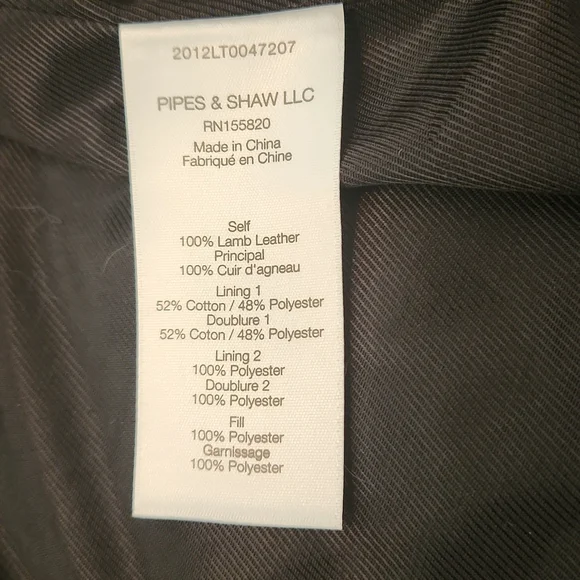 2012LT0047207
PIPES & SHAW LLC
RN155820
Made in China
Fabriqué en Chine
Self
100% Lamb Leather
Principal
100% Cuir d'agneau
Lining 1
52% Cotton / 48% Polyester
Doublure 1
52% Coton / 48% Polyester
Lining 2
100% Polyester
Doublure 2
100% Polyester
Fill
100% Polyester
Garnissage
100% Polyester